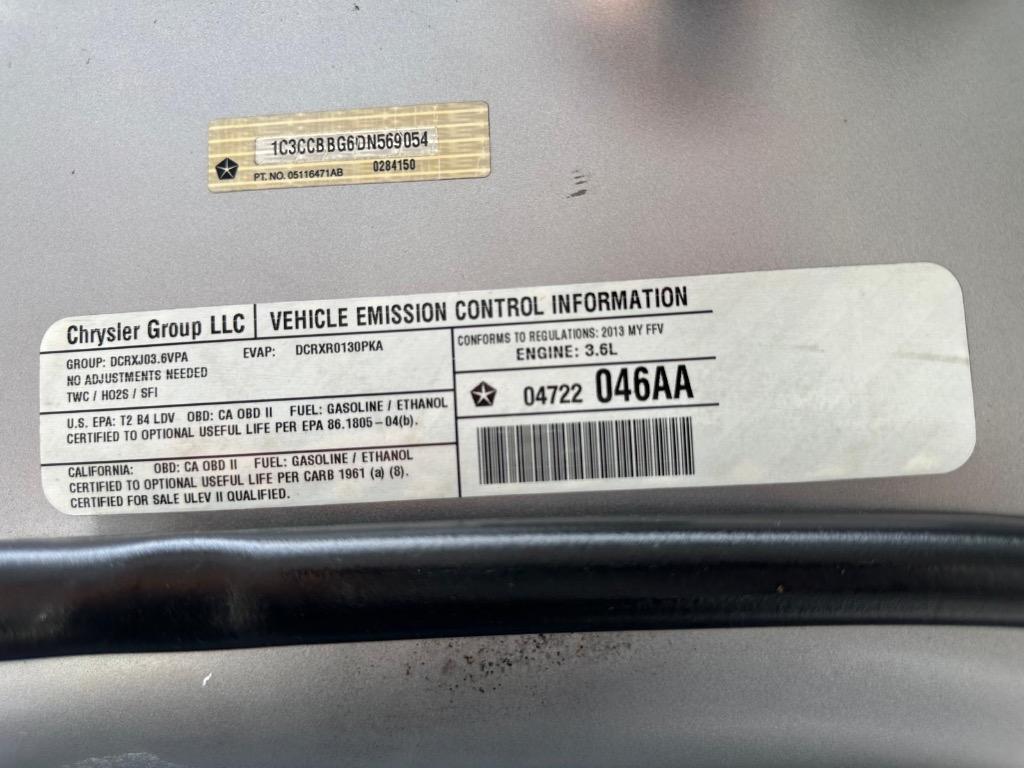 1C3CCBBG6DN569054
PT. NO. 05116471AB 0284150
Chrysler Group LLC VEHICLE EMISSION CONTROL INFORMATION
GROUP: DCRXJ03.6VPA EVAP: DCRXR0130PKA
NO ADJUSTMENTS NEEDED
TWC / HO2S / SFI
U.S. EPA: T2 B4 LDV OBD: CA OBD II FUEL: GASOLINE / ETHANOL
CERTIFIED TO OPTIONAL USEFUL LIFE PER EPA 86.1805-04(b).
CALIFORNIA: OBD: CA OBD II FUEL: GASOLINE / ETHANOL
CERTIFIED TO OPTIONAL USEFUL LIFE PER CARB 1961 (a) (8).
CERTIFIED FOR SALE ULEV II QUALIFIED.
CONFORMS TO REGULATIONS: 2013 MY FFV
ENGINE: 3.6L
04722 046AA